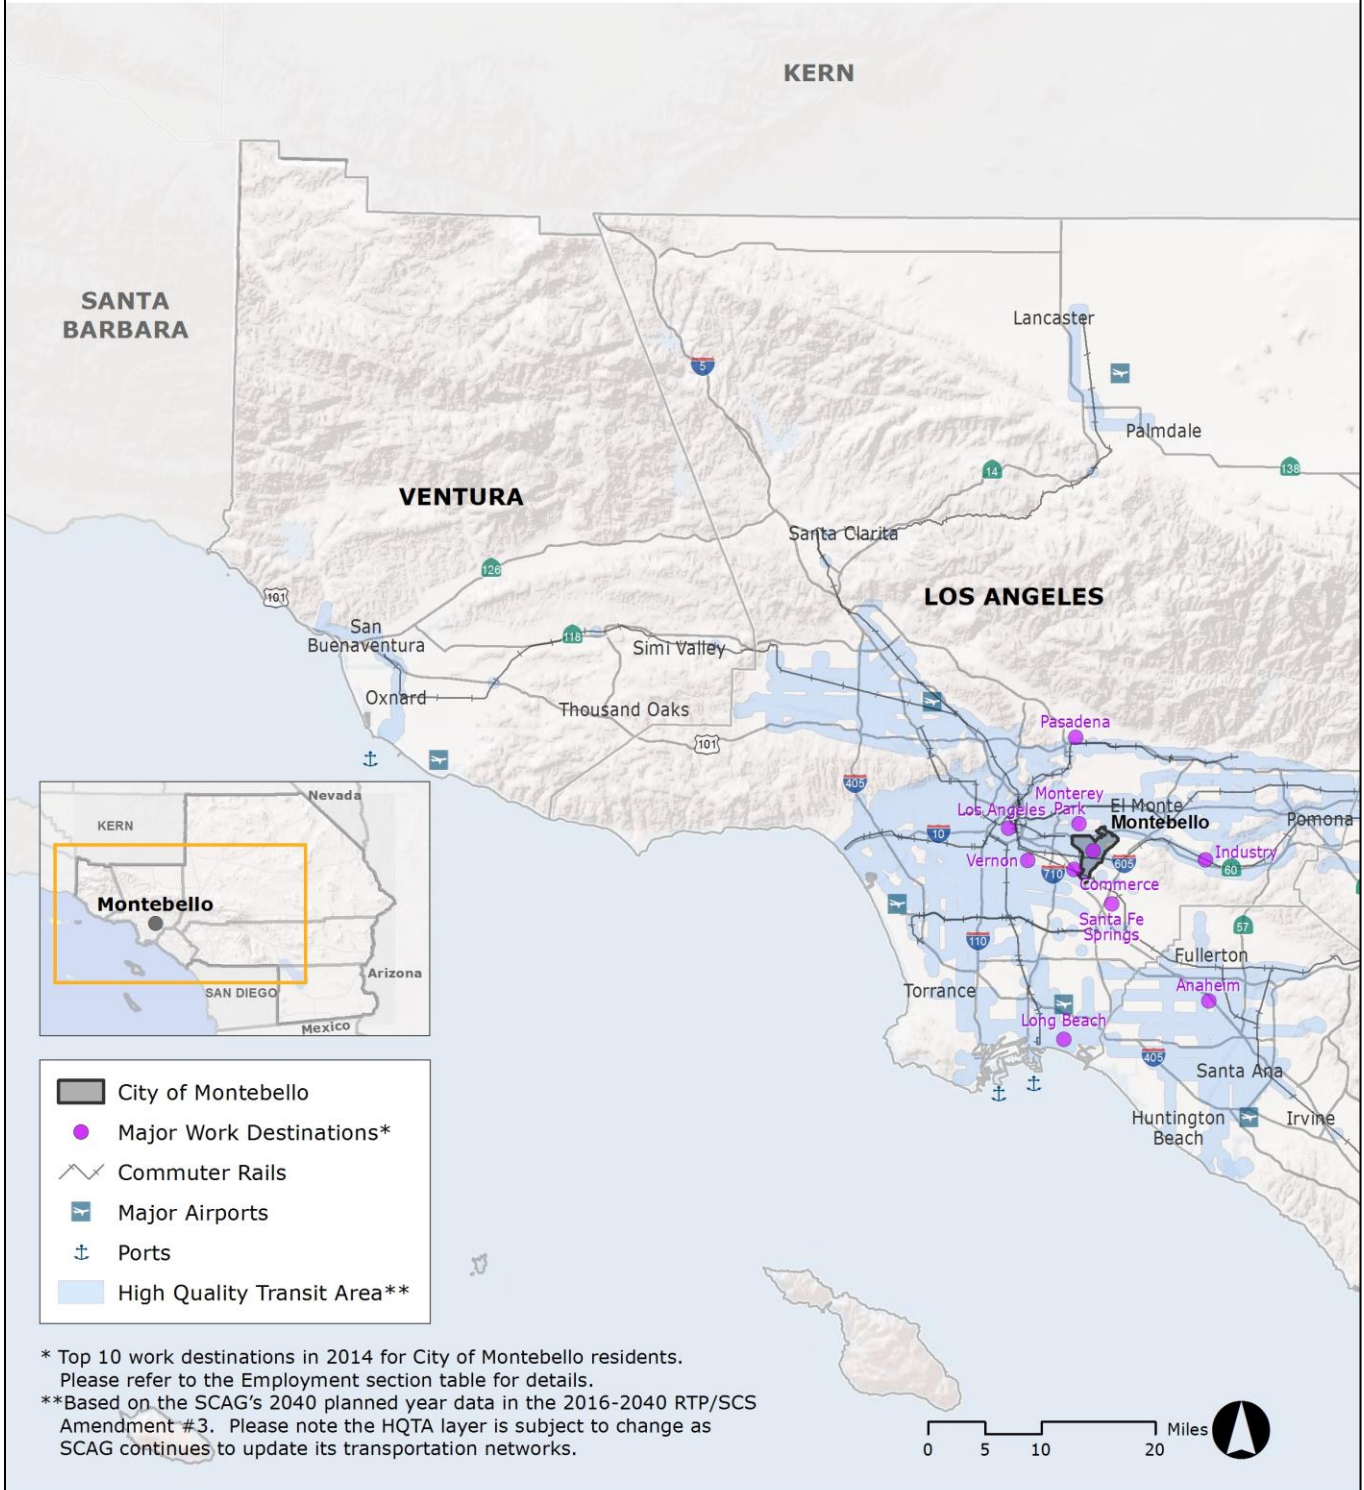 KERN
SANTA
BARBARA
Lancaster
5
Palmdale
14
138
VENTURA
Santa Clarita
126
LOS ANGELES
101
San
Buenaventura
118
Simi Valley
Oxnard
Thousand Oaks
101
Pasadena
405
Monterey
Park
Los Angeles
El Monte
Montebello
10
Pomona
Vernon
710
605
Industry
60
Commerce
Santa Fe
Springs
57
110
Fullerton
Torrance
Anaheim
Long Beach
405
Santa Ana
Huntington
Beach
Irvine
Nevada
KERN
Montebello
Arizona
SAN DIEGO
Mexico
City of Montebello
Major Work Destinations*
Commuter Rails
Major Airports
Ports
High Quality Transit Area**
* Top 10 work destinations in 2014 for City of Montebello residents.
Please refer to the Employment section table for details.
**Based on the SCAG's 2040 planned year data in the 2016-2040 RTP/SCS
Amendment #3. Please note the HQTA layer is subject to change as
SCAG continues to update its transportation networks.
Miles
0 5 10 20